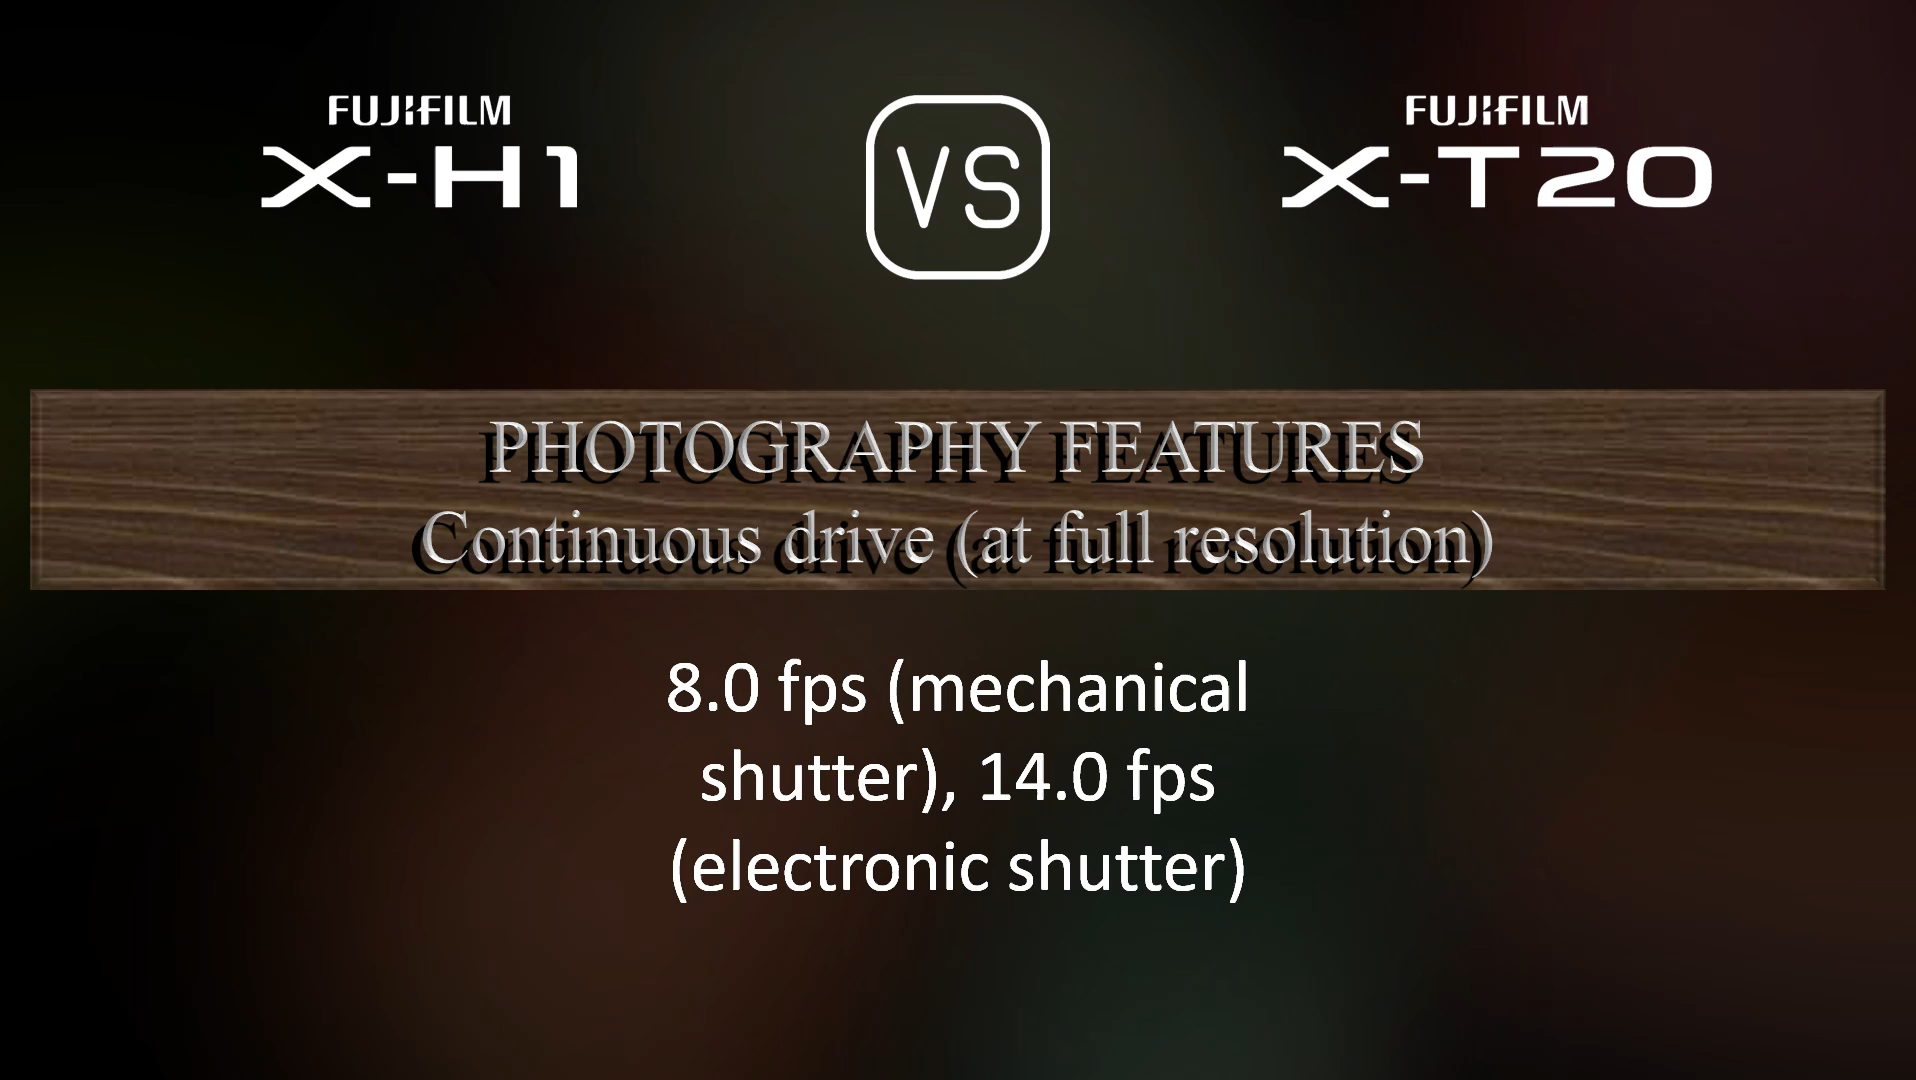 FUJIFILM
X-H1
VS
FUJIFILM
X-T20
PHOTOGRAPHY FEATURES
Continuous drive (at full resolution)
8.0 fps (mechanical
shutter), 14.0 fps
(electronic shutter)